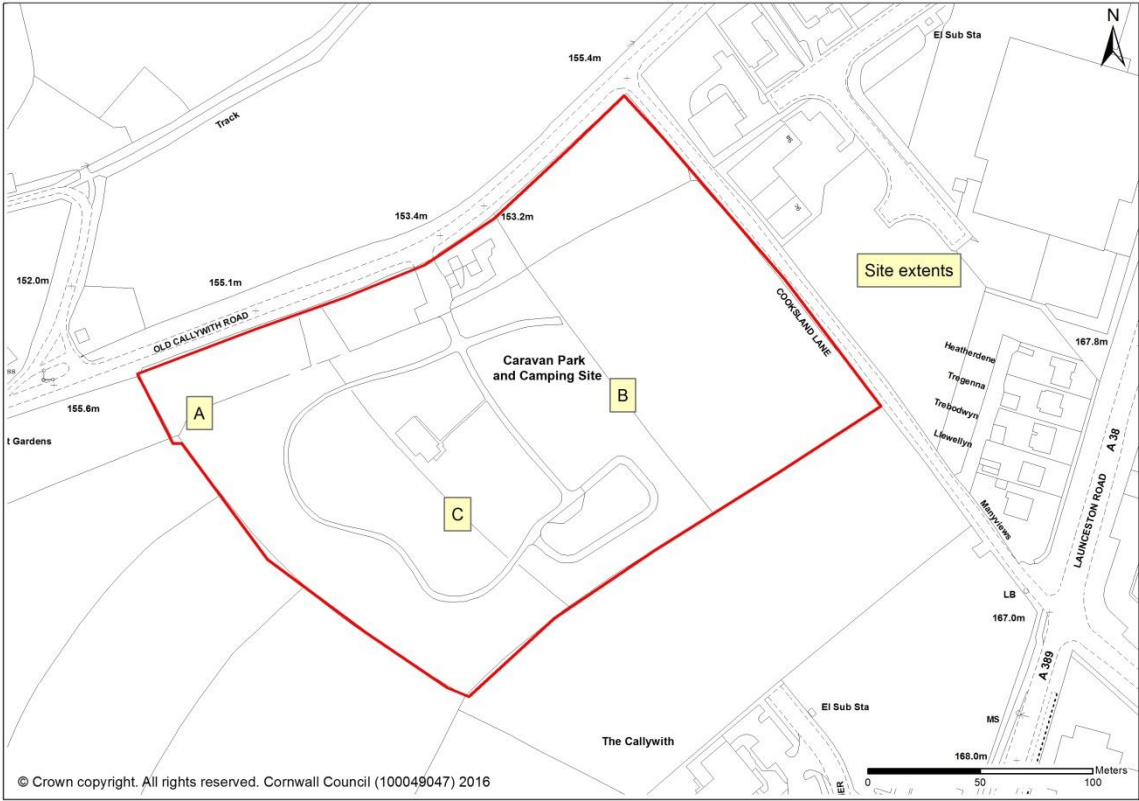 N
El Sub Sta
155.4m
Track
153.4m
153.2m
152.0m
155.1m
Site extents
OLD CALLYWITH ROAD
COOKSLAND LANE
Caravan Park
and Camping Site
167.8m
Heatherdene
Tregenna
Trebodwyn
Llewellyn
A
B
155.6m
t Gardens
A 38
C
LAUNCESTON ROAD
Manyviews
LB
167.0m
A 389
El Sub Sta
MS
The Callywith
168.0m
Meters
0
50
100
© Crown copyright. All rights reserved. Cornwall Council (100049047) 2016